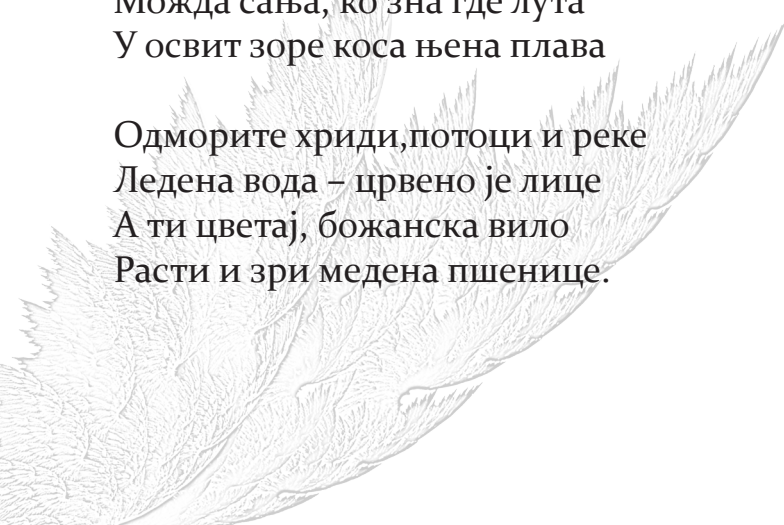 Можда сања, ко зна где лута
У освит зоре коса њена плава
Одморите хриди,потоци и реке
Ледена вода – црвено је лице
А ти цветај, божанска вило
Расти и зри медена пшенице.